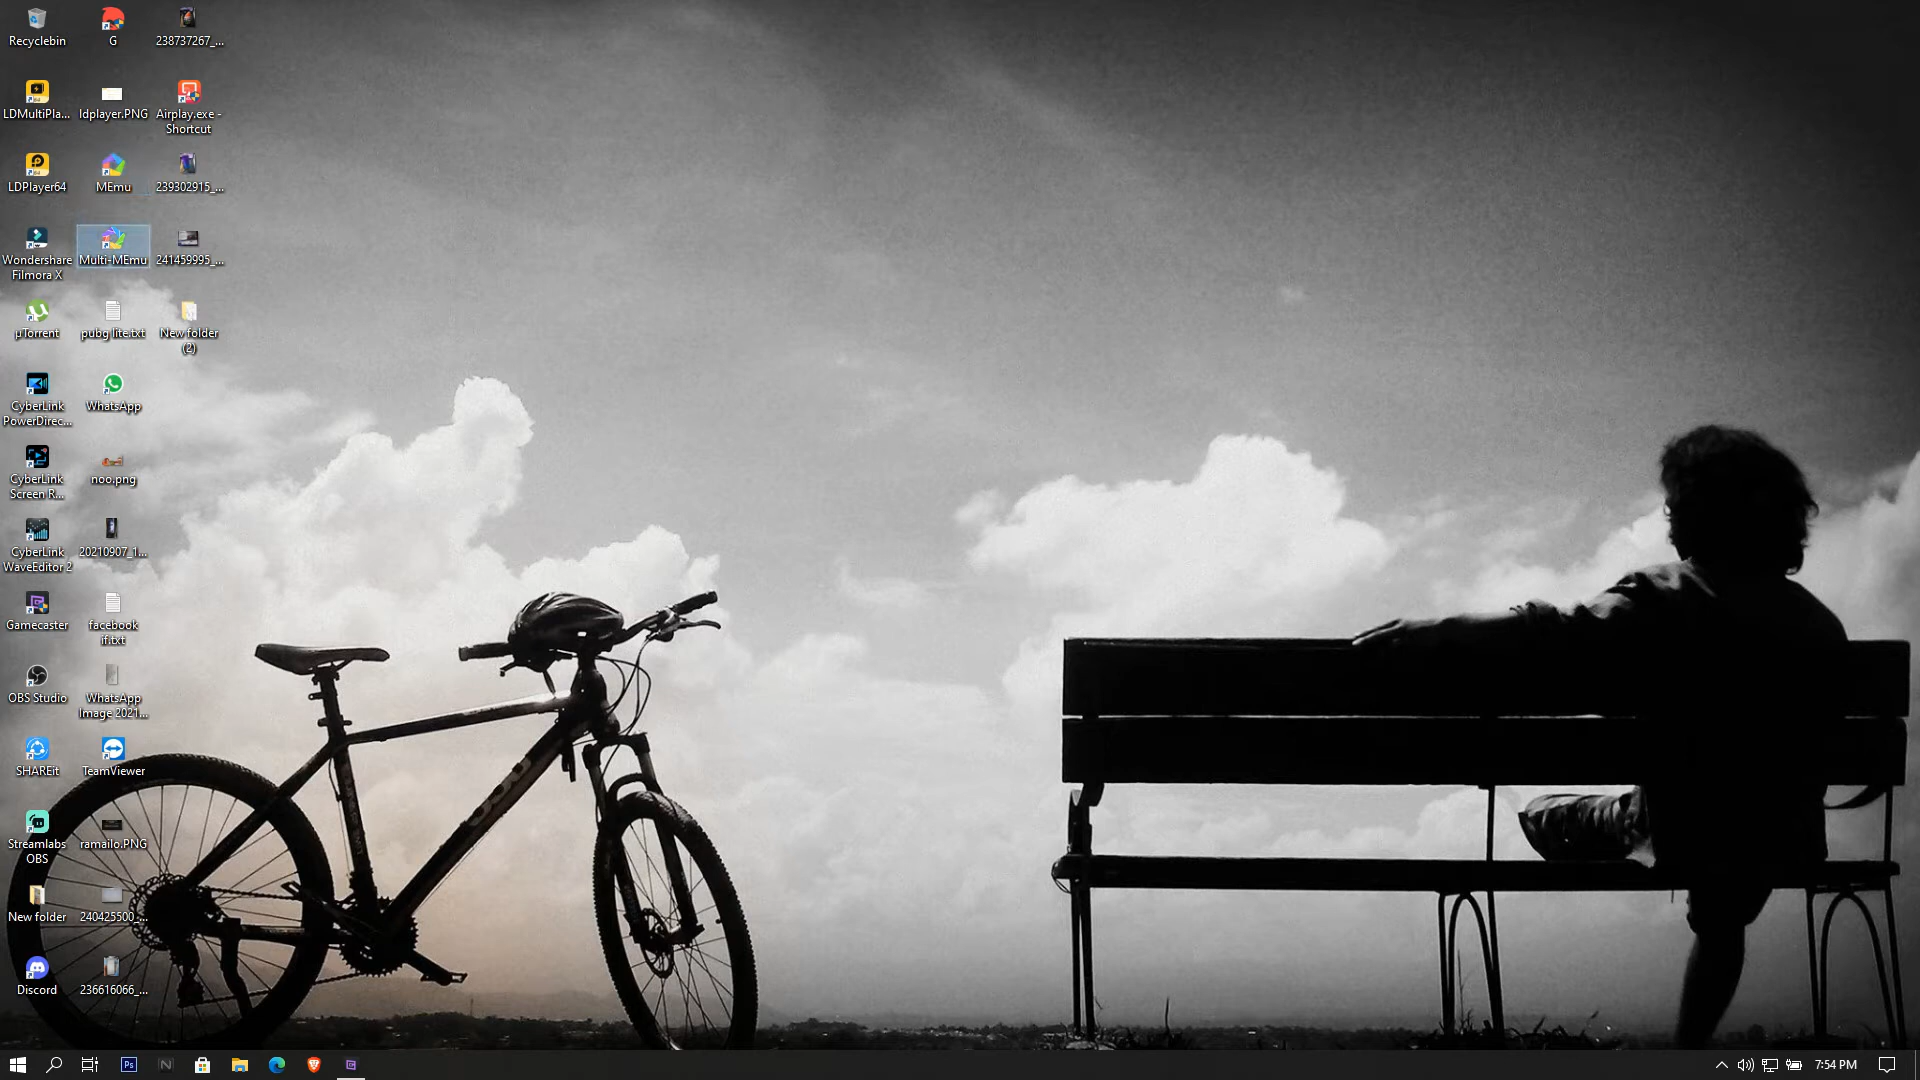 Recyclebin
G
238737267_...
LDMultiPla...
ldplayer.PNG
Airplay.exe -
Shortcut
LDPlayer64
MEmu
239302915_...
Wondershare
Filmora X
Multi-MEmu
241459995_...
µTorrent
pubg lite.txt
New folder
(2)
CyberLink
PowerDirec...
WhatsApp
CyberLink
Screen R...
noo.png
CyberLink
WaveEditor 2
20210907_1...
Gamecaster
facebook
if.txt
OBS Studio
WhatsApp
Image 2021...
SHAREit
TeamViewer
Streamlabs
OBS
ramailo.PNG
New folder
240425500_...
Discord
236616066_...
Ps
7:54 PM